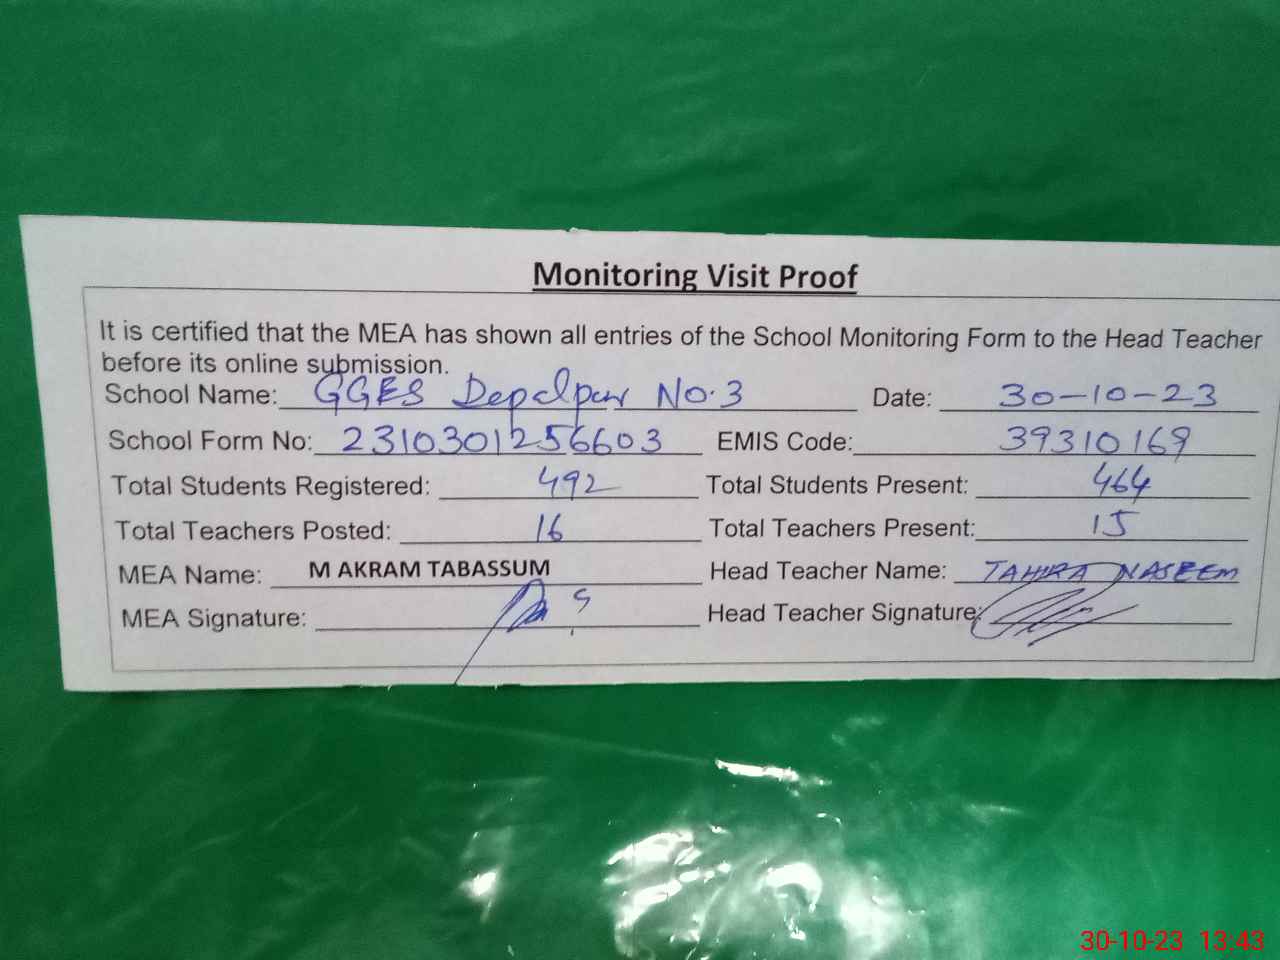 Monitoring Visit Proof
It is certified that the MEA has shown all entries of the School Monitoring Form to the Head Teacher
before its online submission.
School Name: GGES Depalpur No.3 Date: 30-10-23
School Form No: 2310301256603 EMIS Code: 39310169
Total Students Registered: 492 Total Students Present: 464
Total Teachers Posted: 16 Total Teachers Present: 15
MEA Name: M AKRAM TABASSUM Head Teacher Name: TAHIRA NASEEM
MEA Signature: Head Teacher Signature:
30-10-23 13:43